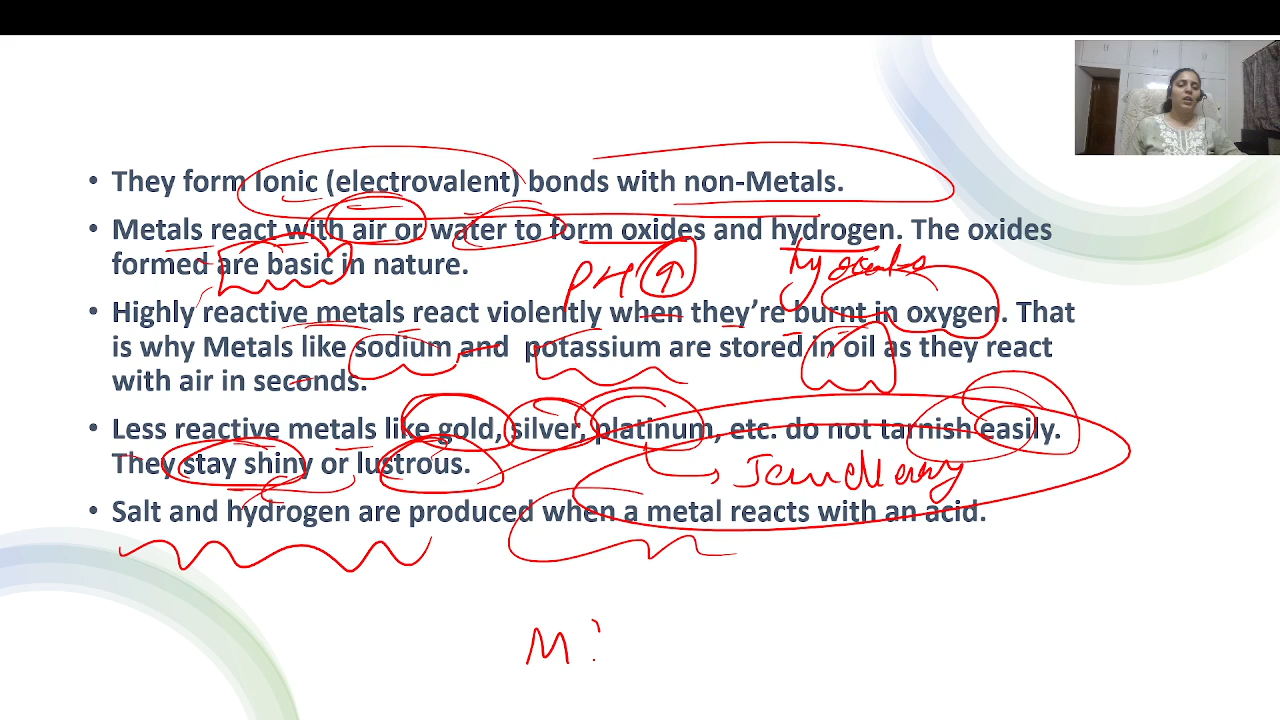 • They form Ionic (electrovalent) bonds with non-Metals.
• Metals react with air or water to form oxides and hydrogen. The oxides
formed are basic in nature.
pH ↑
• Highly reactive metals react violently when they’re burnt in oxygen. That
is why Metals like sodium and potassium are stored in oil as they react
with air in seconds.
• Less reactive metals like gold, silver, platinum, etc. do not tarnish easily.
They stay shiny or lustrous.
• Salt and hydrogen are produced when a metal reacts with an acid.
M